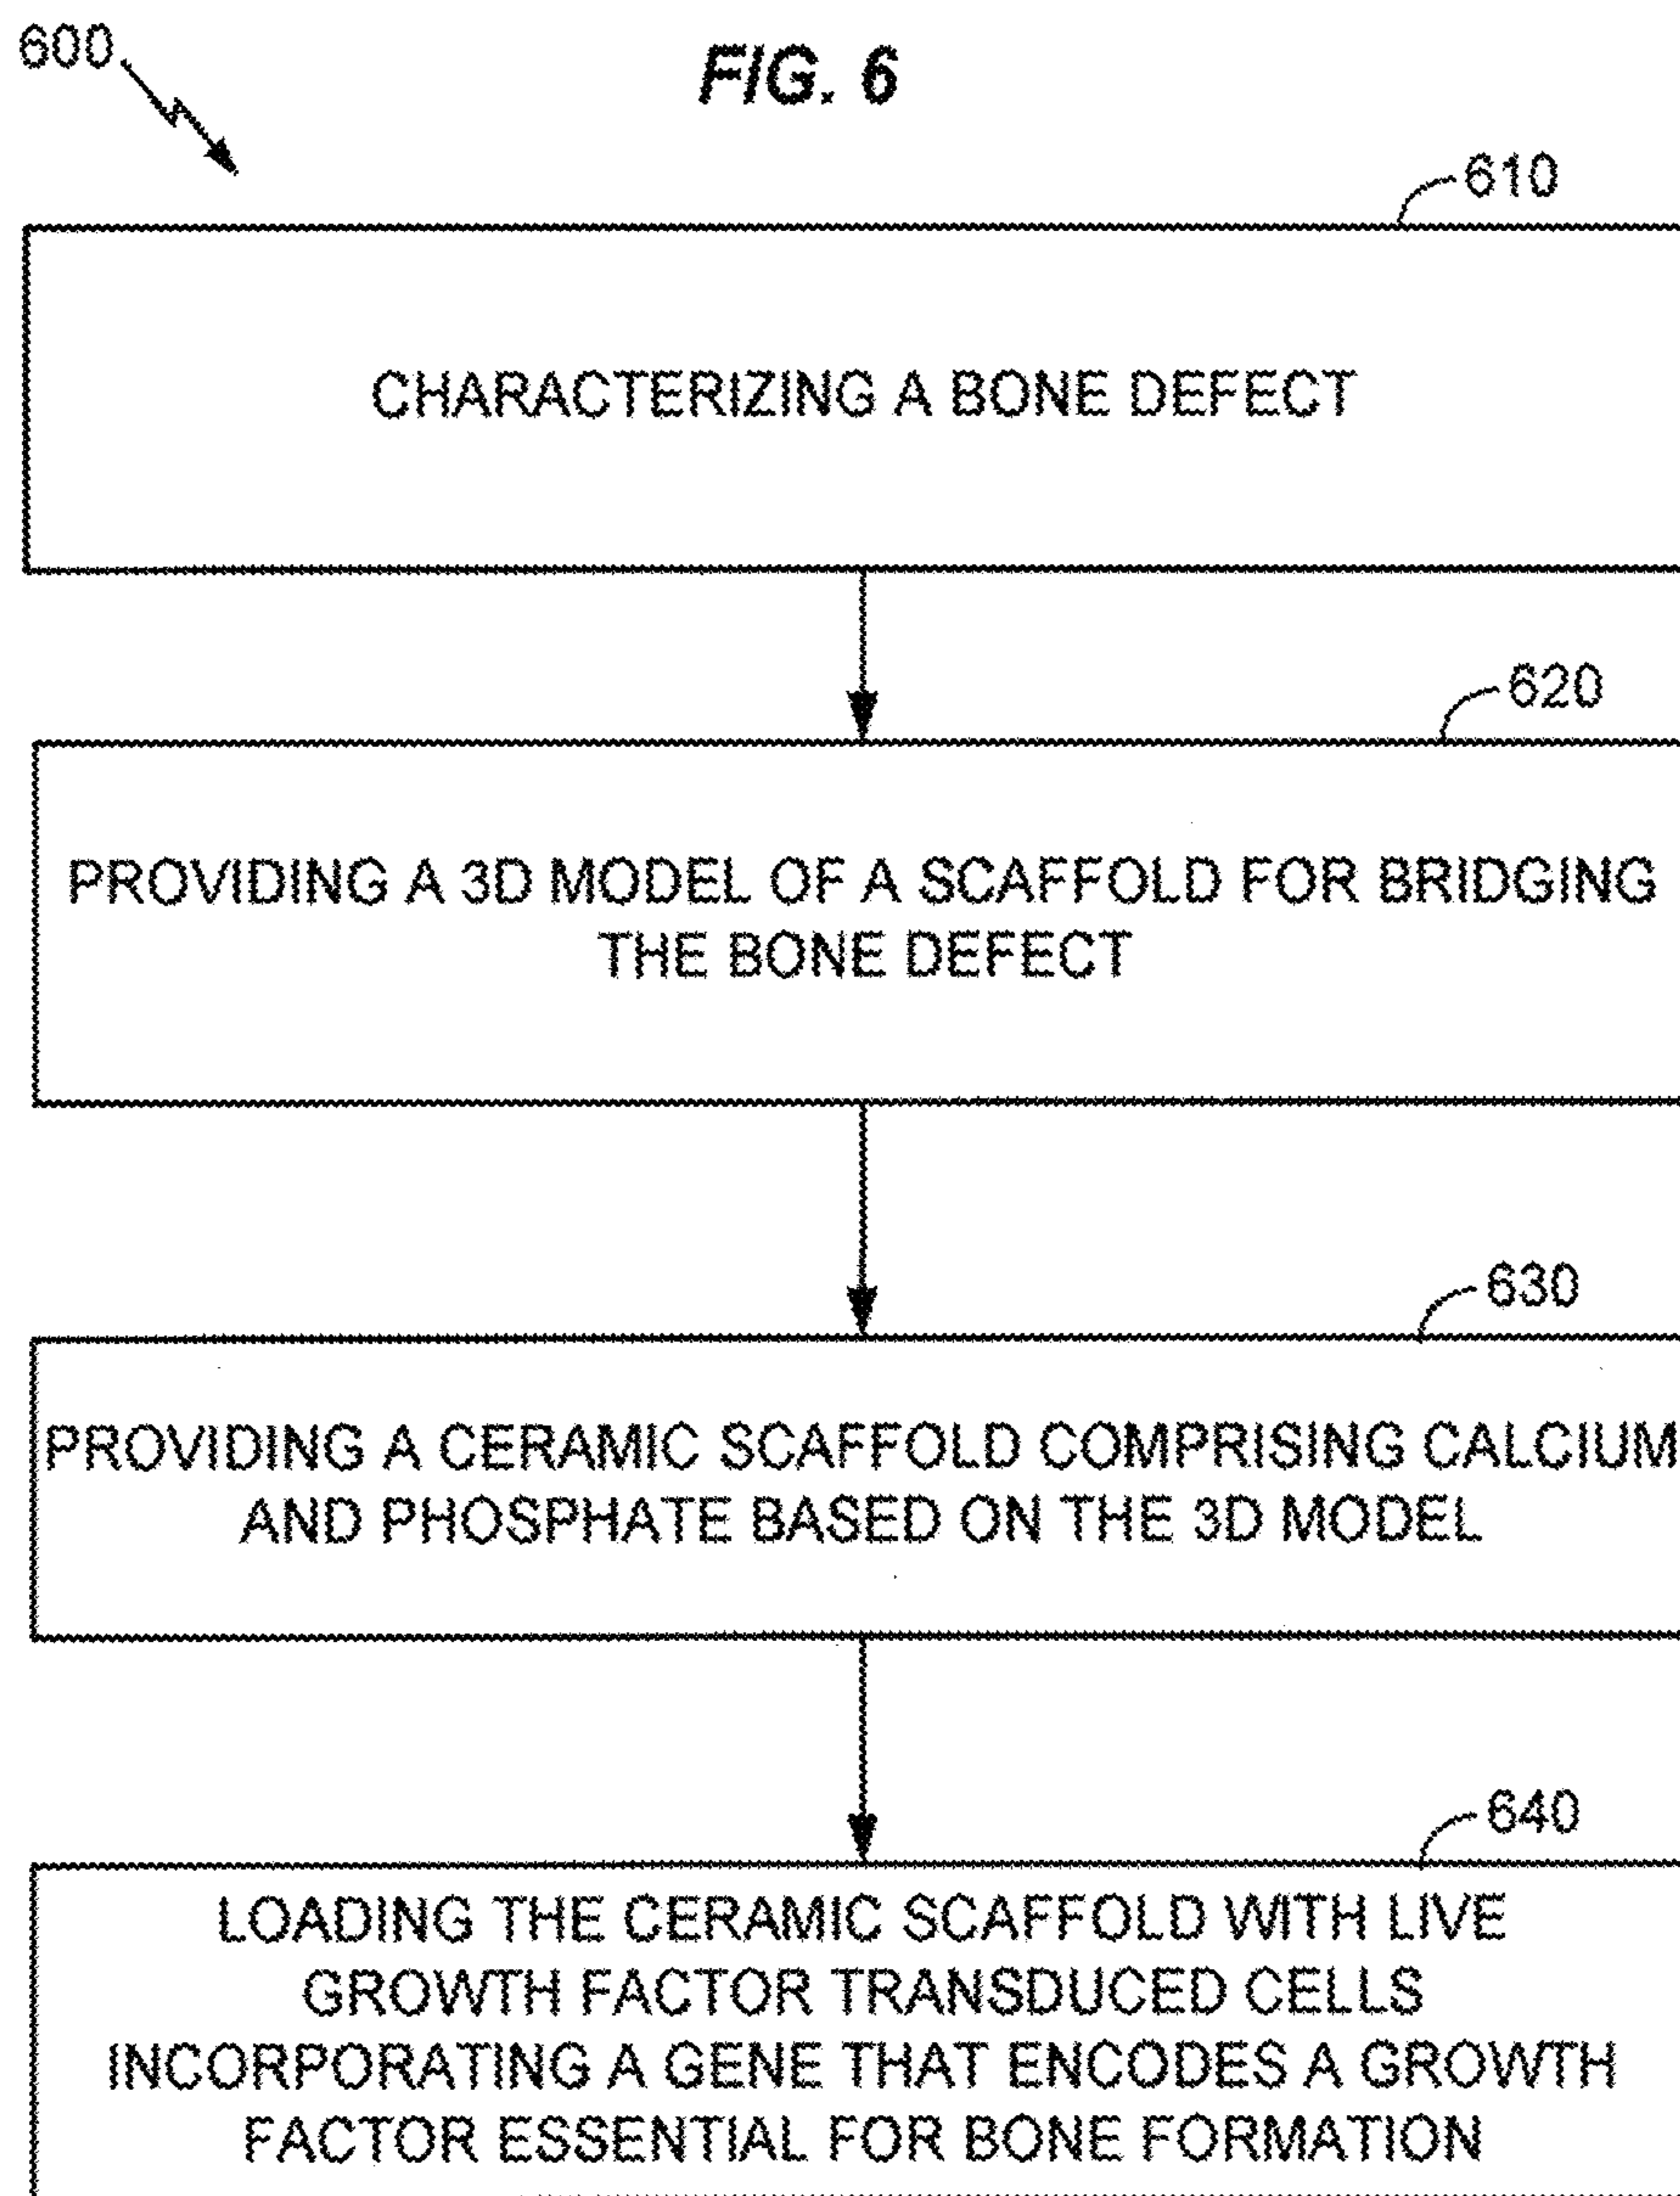 600
FIG. 6
610
CHARACTERIZING A BONE DEFECT
620
PROVIDING A 3D MODEL OF A SCAFFOLD FOR BRIDGING
THE BONE DEFECT
630
PROVIDING A CERAMIC SCAFFOLD COMPRISING CALCIUM
AND PHOSPHATE BASED ON THE 3D MODEL
640
LOADING THE CERAMIC SCAFFOLD WITH LIVE
GROWTH FACTOR TRANSDUCED CELLS
INCORPORATING A GENE THAT ENCODES A GROWTH
FACTOR ESSENTIAL FOR BONE FORMATION